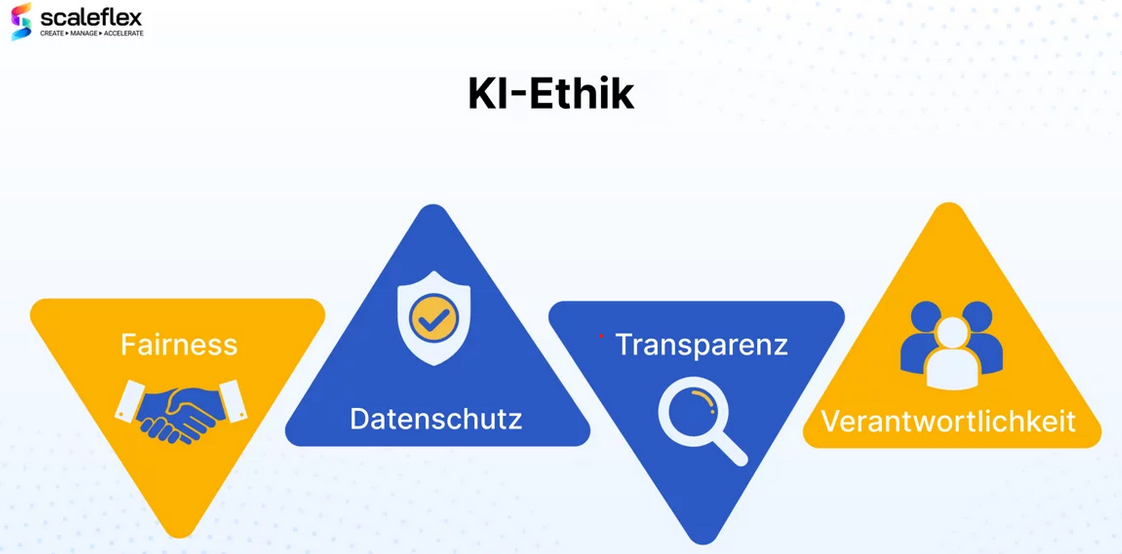 scaleflex
CREATE ▸ MANAGE ▸ ACCELERATE
KI-Ethik
Fairness
Datenschutz
Transparenz
Verantwortlichkeit